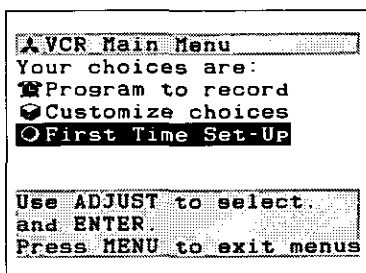 VCR Main Menu
Your choices are:
Program to record
Customize choices
First Time Set-Up
Use ADJUST to select,
and ENTER.
Press MENU to exit menus